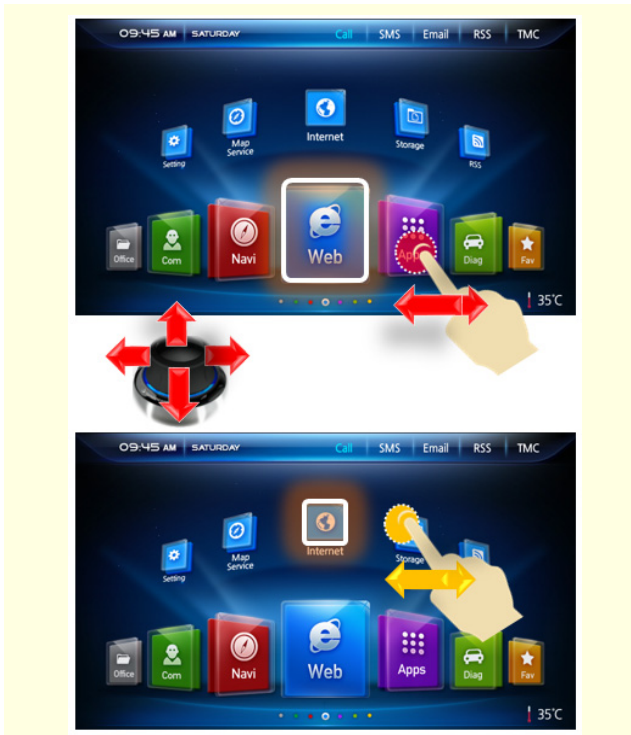 09:45 AM SATURDAY Call SMS Email RSS TMC
Internet
Map
Service
Storage
Setting
RSS
Office Com Navi Web Apps Diag Fav
35℃
09:45 AM SATURDAY Call SMS Email RSS TMC
Internet
Map
Service
Storage
Setting
Office Com Navi Web Apps Diag Fav
35℃